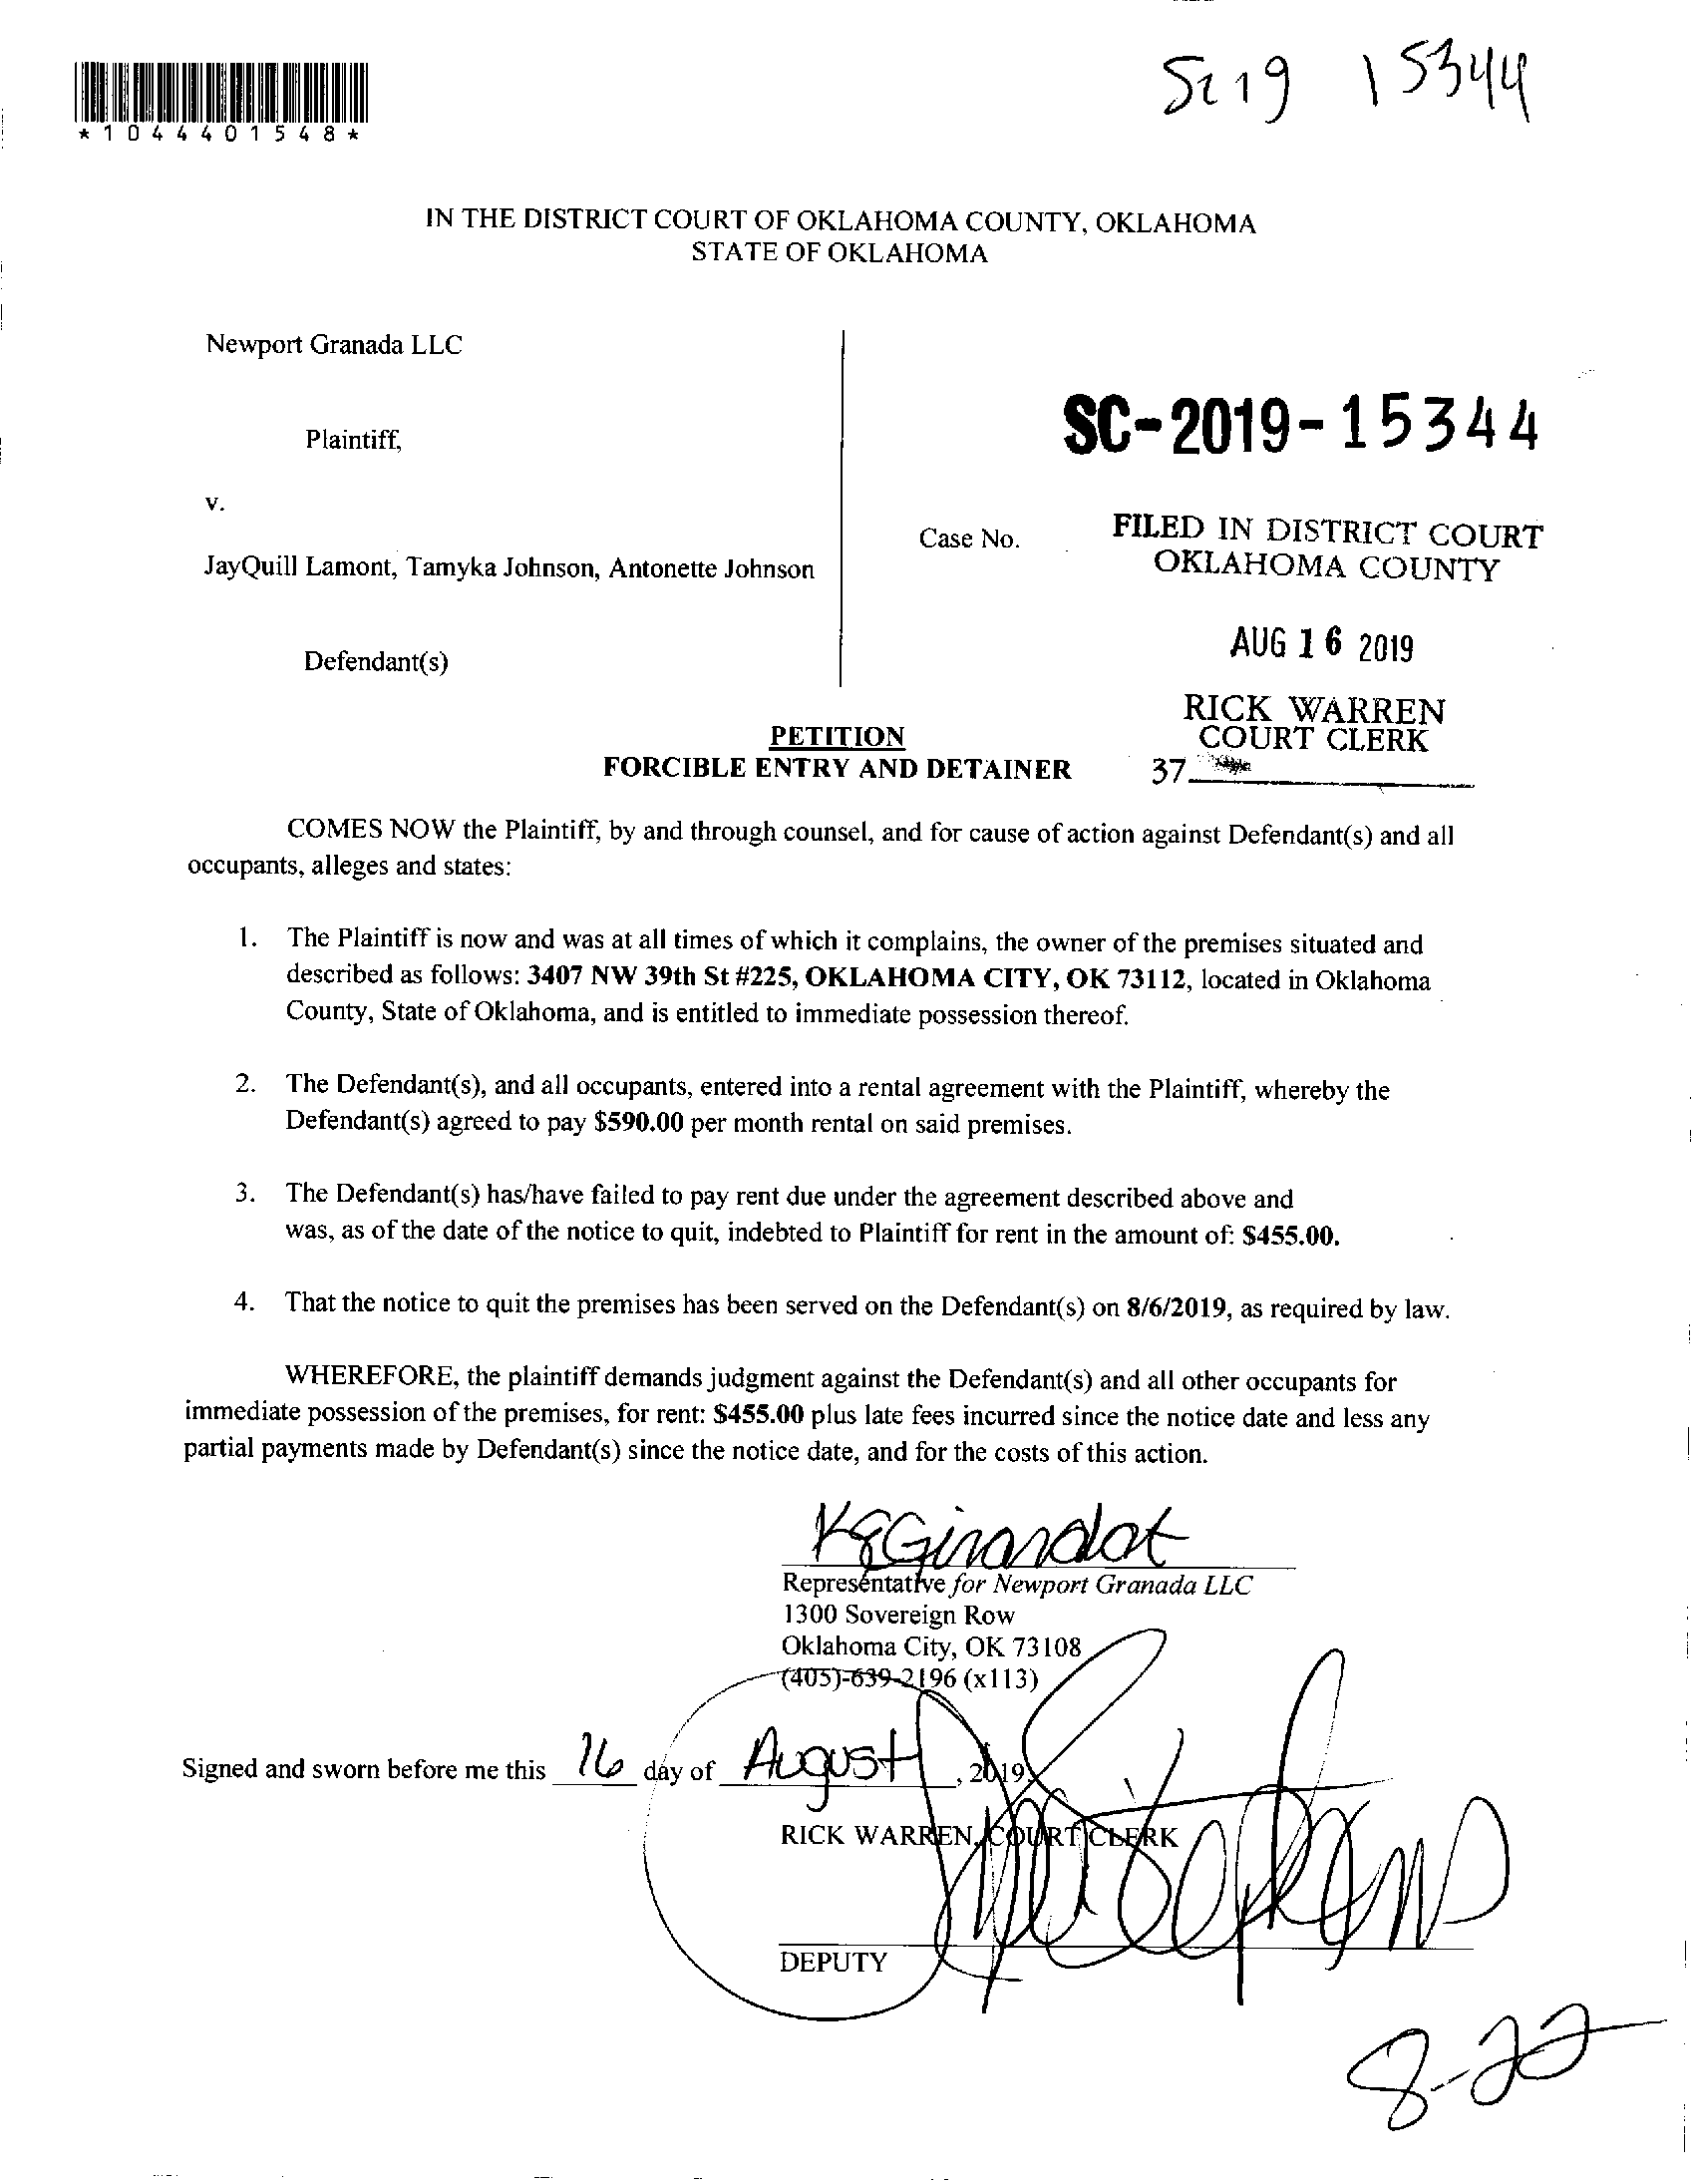 Sc 19 15344
*1044401548*
IN THE DISTRICT COURT OF OKLAHOMA COUNTY, OKLAHOMA
STATE OF OKLAHOMA
Newport Granada LLC
Plaintiff,
v.
JayQuill Lamont, Tamyka Johnson, Antonette Johnson
Defendant(s)
SC-2019-15344
Case No.
FILED IN DISTRICT COURT
OKLAHOMA COUNTY
AUG 16 2019
RICK WARREN
COURT CLERK
37
PETITION
FORCIBLE ENTRY AND DETAINER
COMES NOW the Plaintiff, by and through counsel, and for cause of action against Defendant(s) and all
occupants, alleges and states:
1. The Plaintiff is now and was at all times of which it complains, the owner of the premises situated and
described as follows: 3407 NW 39th St #225, OKLAHOMA CITY, OK 73112, located in Oklahoma
County, State of Oklahoma, and is entitled to immediate possession thereof.
2. The Defendant(s), and all occupants, entered into a rental agreement with the Plaintiff, whereby the
Defendant(s) agreed to pay $590.00 per month rental on said premises.
3. The Defendant(s) has/have failed to pay rent due under the agreement described above and
was, as of the date of the notice to quit, indebted to Plaintiff for rent in the amount of: $455.00.
4. That the notice to quit the premises has been served on the Defendant(s) on 8/6/2019, as required by law.
WHEREFORE, the plaintiff demands judgment against the Defendant(s) and all other occupants for
immediate possession of the premises, for rent: $455.00 plus late fees incurred since the notice date and less any
partial payments made by Defendant(s) since the notice date, and for the costs of this action.
KGGirardot
Representative for Newport Granada LLC
1300 Sovereign Row
Oklahoma City, OK 73108
(405)-639-2196 (x113)
Signed and sworn before me this 16 day of August, 2019.
RICK WARREN, COURT CLERK
DEPUTY
8-22